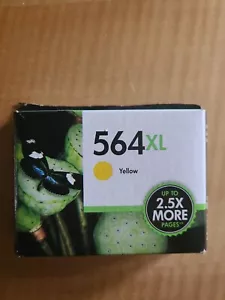 564XL
Yellow
UP TO
2.5X
MORE
PAGES